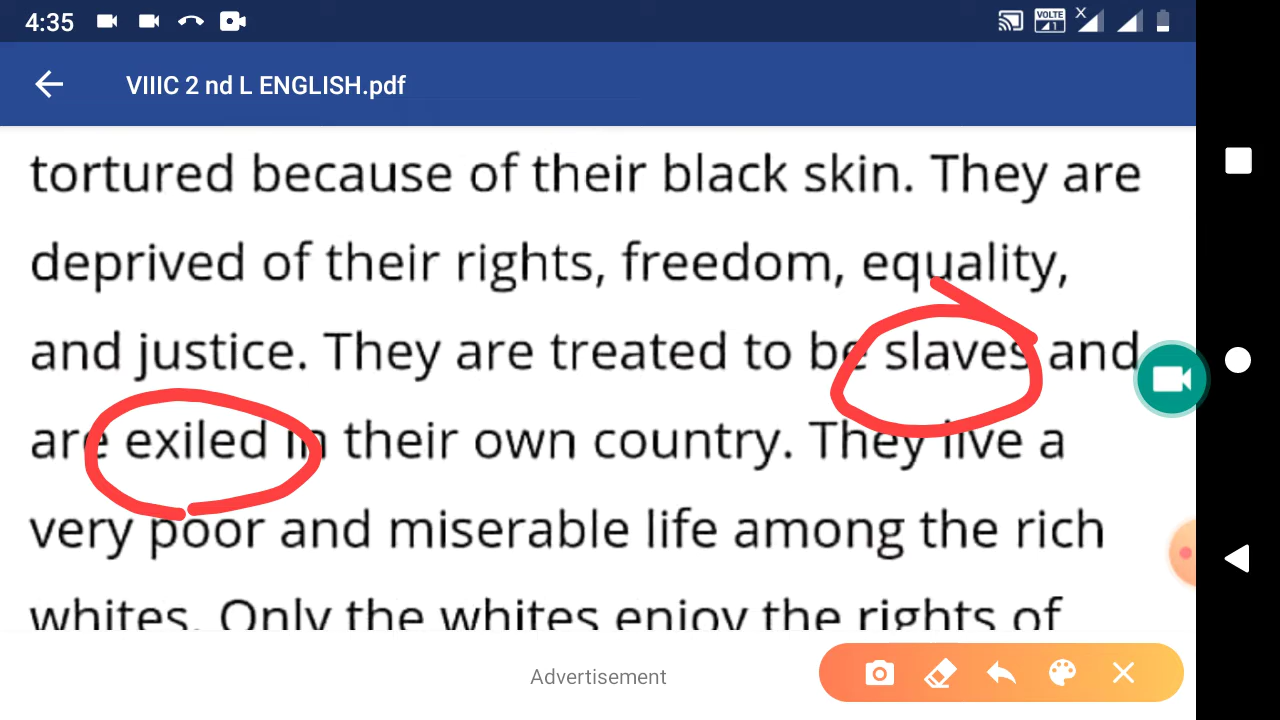 4:35
VOLTE 1 X
VIIIC 2 nd L ENGLISH.pdf
tortured because of their black skin. They are
deprived of their rights, freedom, equality,
and justice. They are treated to be slaves and
are exiled in their own country. They live a
very poor and miserable life among the rich
whites. Only the whites enjoy the rights of
Advertisement